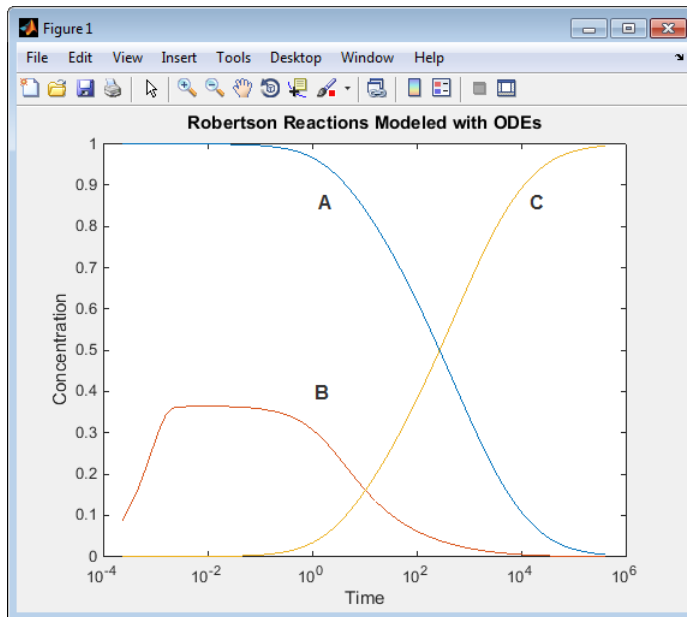 Figure 1
File Edit View Insert Tools Desktop Window Help
Robertson Reactions Modeled with ODEs
1
0.9
0.8
0.7
0.6
0.5
0.4
0.3
0.2
0.1
0
Concentration
A
B
C
10^-4 10^-2 10^0 10^2 10^4 10^6
Time